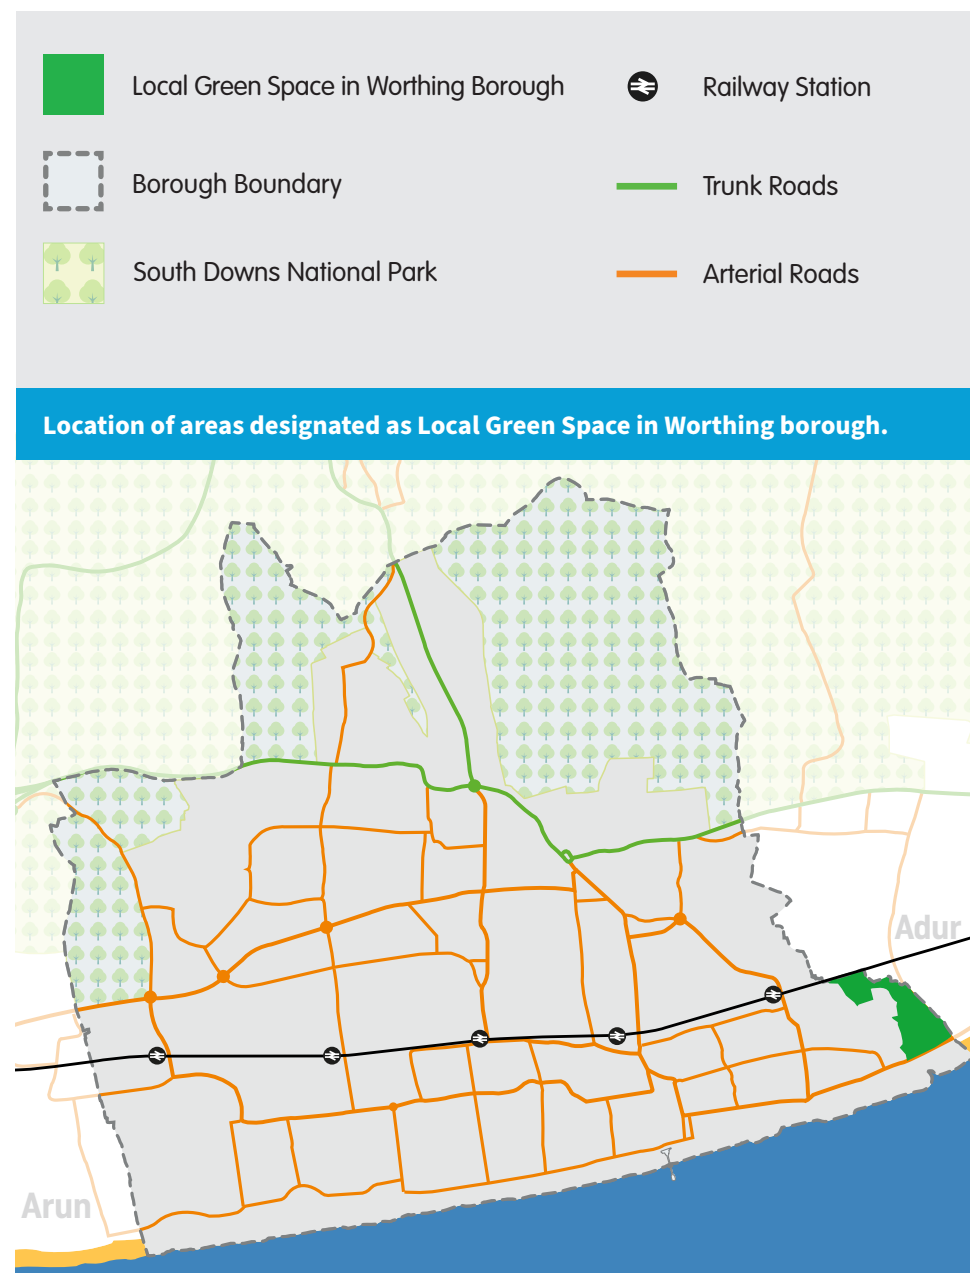 Local Green Space in Worthing Borough
Railway Station
Borough Boundary
Trunk Roads
South Downs National Park
Arterial Roads
Location of areas designated as Local Green Space in Worthing borough.
Adur
Arun